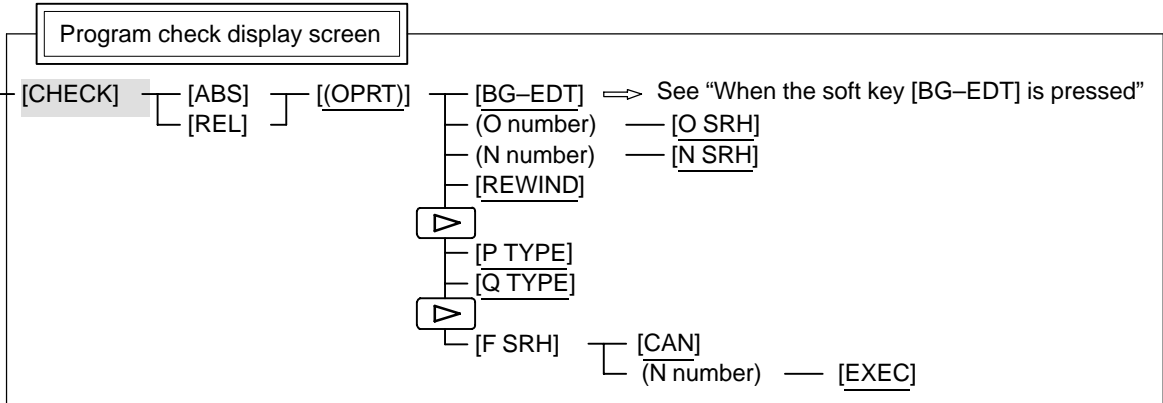 Program check display screen
[CHECK] [ABS] [(OPRT)] [BG–EDT] See “When the soft key [BG–EDT] is pressed”
[REL] (O number) [O SRH]
(N number) [N SRH]
[REWIND]
[P TYPE]
[Q TYPE]
[F SRH] [CAN]
(N number) [EXEC]